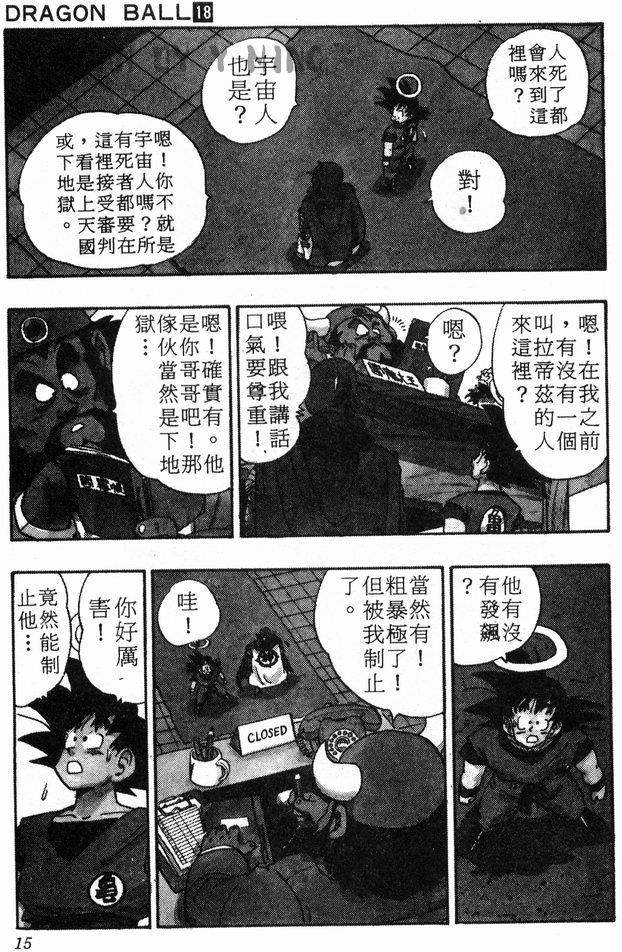 DRAGON BALL 18
人死了都
會來到這
裡嗎？
對！
宇宙人
也是？
嗯！你不
宇宙人嗎？就
有死者都要在所
這裡接受審判是
，看是上天國
或下地獄。
嗯！在我之前
，有沒有一個
叫拉蒂茲的人
來這裡？
嗯？
喂！跟我講話
口氣要尊重！
嗯！確實有。他
是你哥哥吧！那
傢伙當然是下地
獄…
他有沒
有發飆
？
當然有！
粗暴極了！
但被我制止
了。
哇！
CLOSED
你好厲
害！
竟然能制
止他…
龜
15